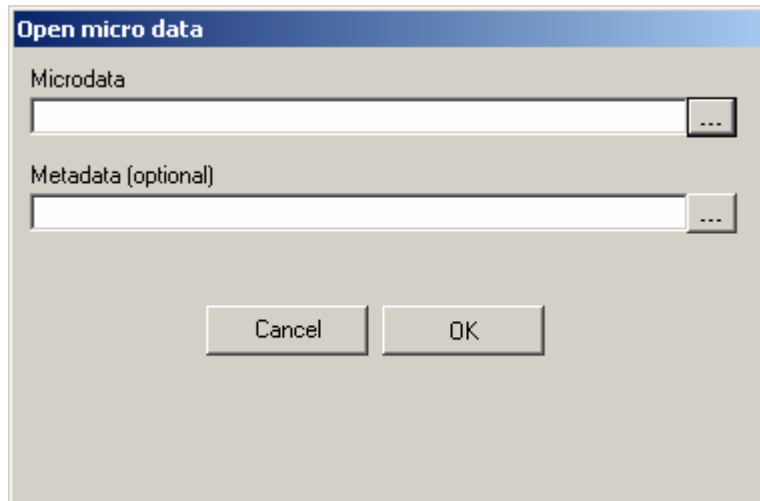 Open micro data
Microdata
...
Metadata (optional)
...
Cancel OK